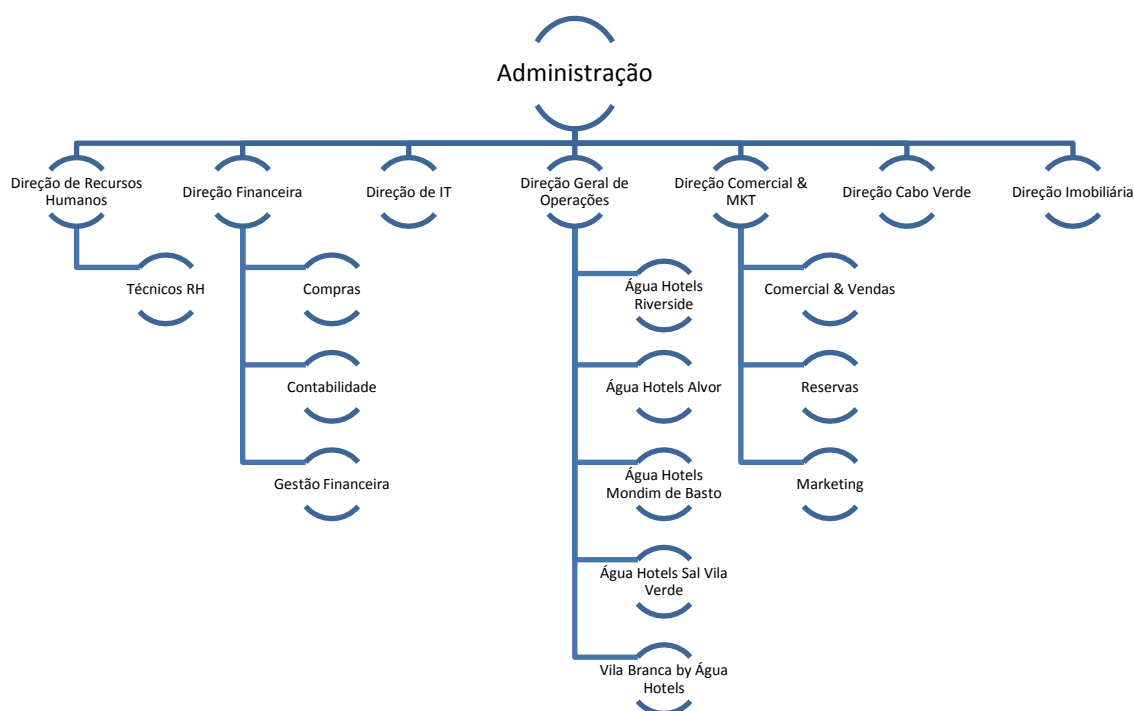 Administração
Direção de Recursos
Humanos
Direção Financeira
Direção de IT
Direção Geral de
Operações
Direção Comercial &
MKT
Direção Cabo Verde
Direção Imobiliária
Técnicos RH
Compras
Contabilidade
Gestão Financeira
Água Hotels
Riverside
Água Hotels Alvor
Água Hotels
Mondim de Basto
Água Hotels Sal Vila
Verde
Vila Branca by Água
Hotels
Comercial & Vendas
Reservas
Marketing